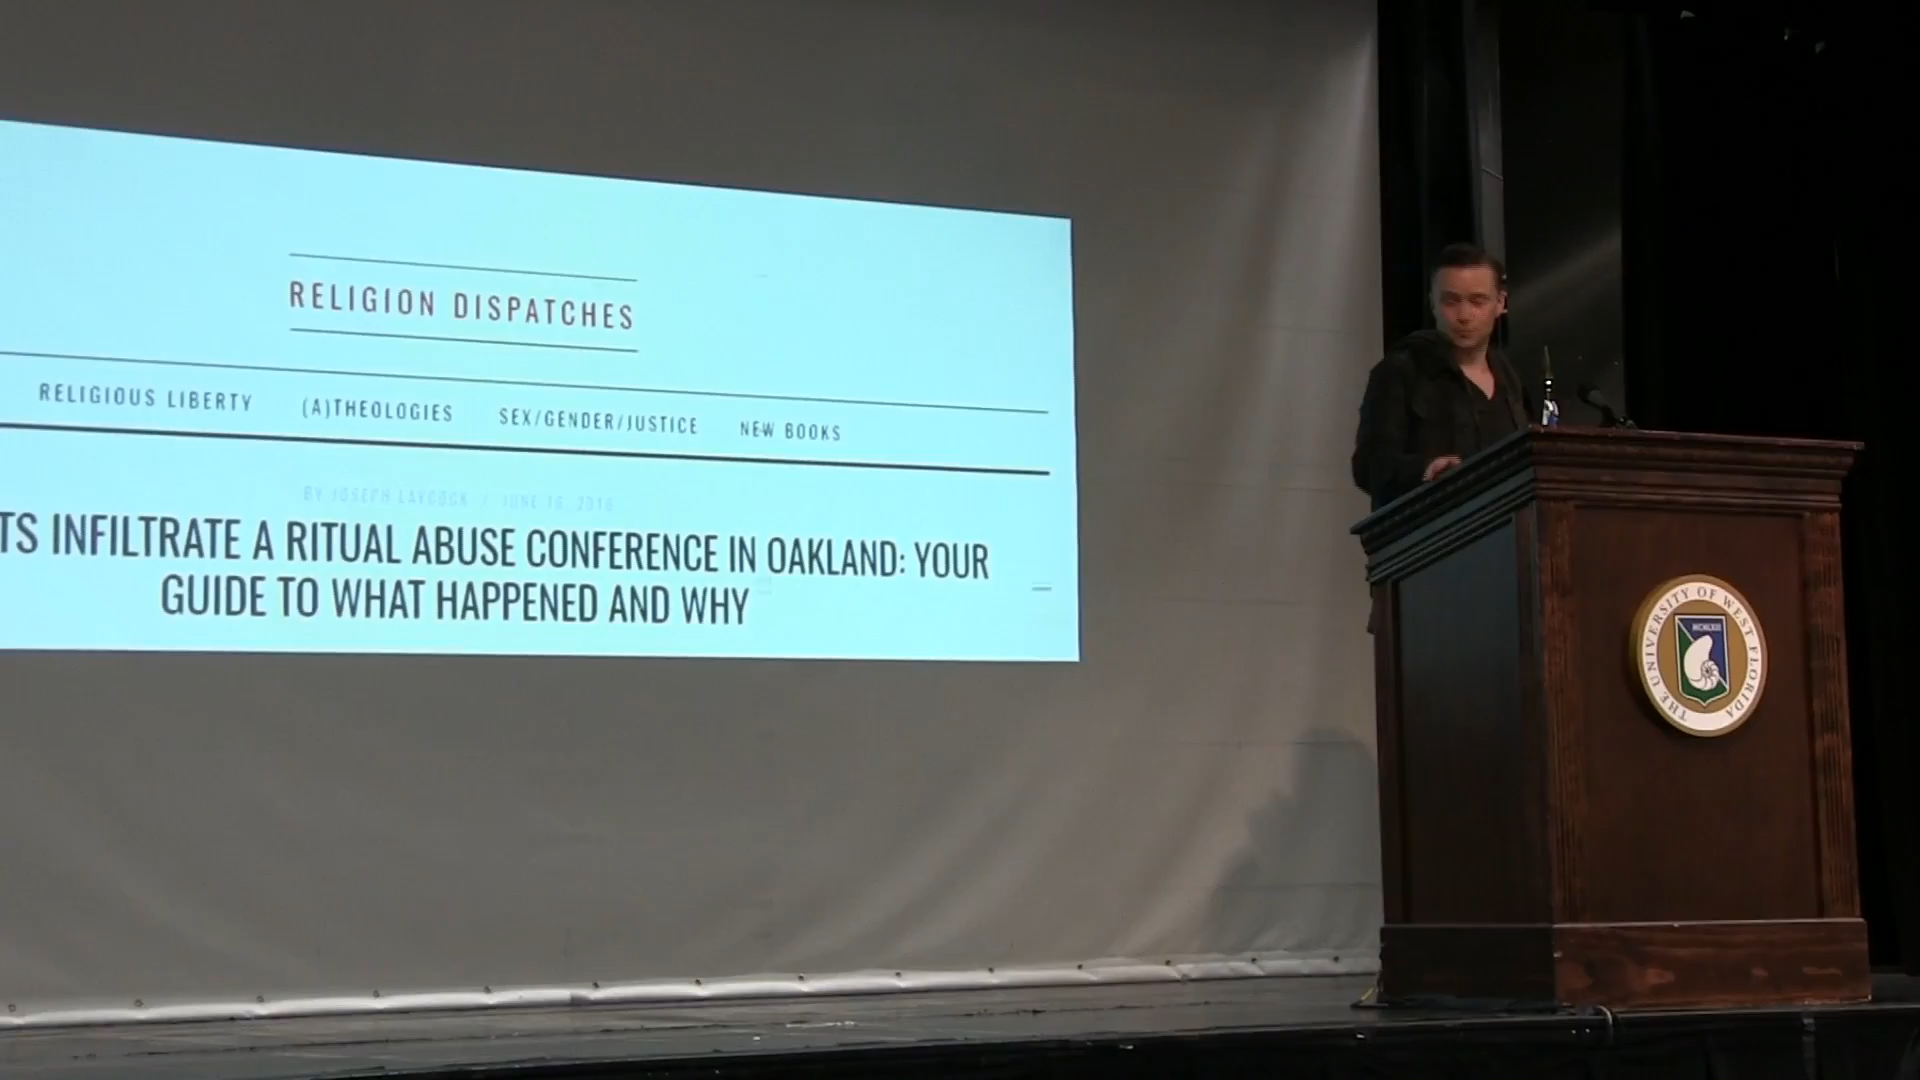 RELIGION DISPATCHES
RELIGIOUS LIBERTY (A)THEOLOGIES SEX/GENDER/JUSTICE NEW BOOKS
BY JOSEPH LAYCOCK / JUNE 16, 2016
TS INFILTRATE A RITUAL ABUSE CONFERENCE IN OAKLAND: YOUR
GUIDE TO WHAT HAPPENED AND WHY
THE UNIVERSITY OF WEST FLORIDA
MCMLXIII